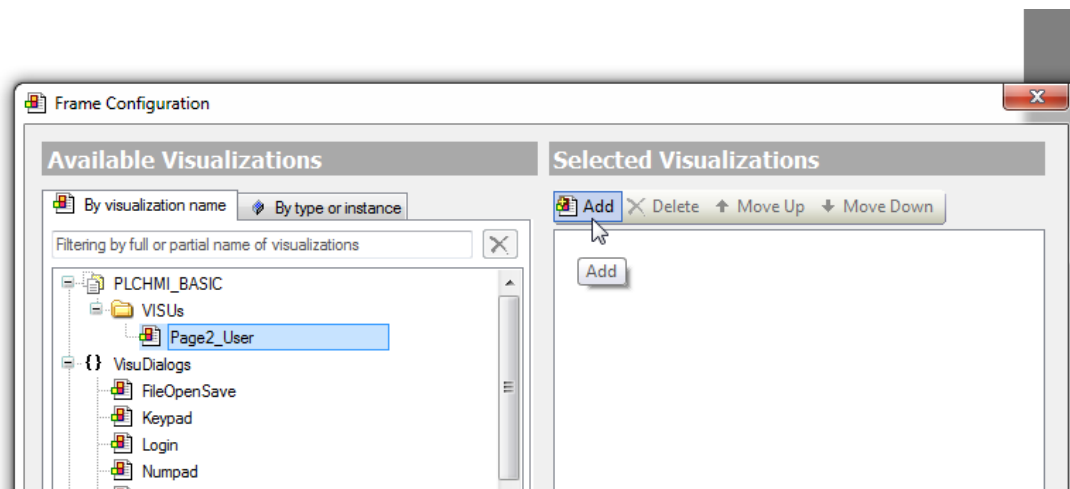 Frame Configuration
x
Available Visualizations
Selected Visualizations
By visualization name
By type or instance
Add
Delete
Move Up
Move Down
Filtering by full or partial name of visualizations
Add
PLCHMI_BASIC
VISUs
Page2_User
{} VisuDialogs
FileOpenSave
Keypad
Login
Numpad